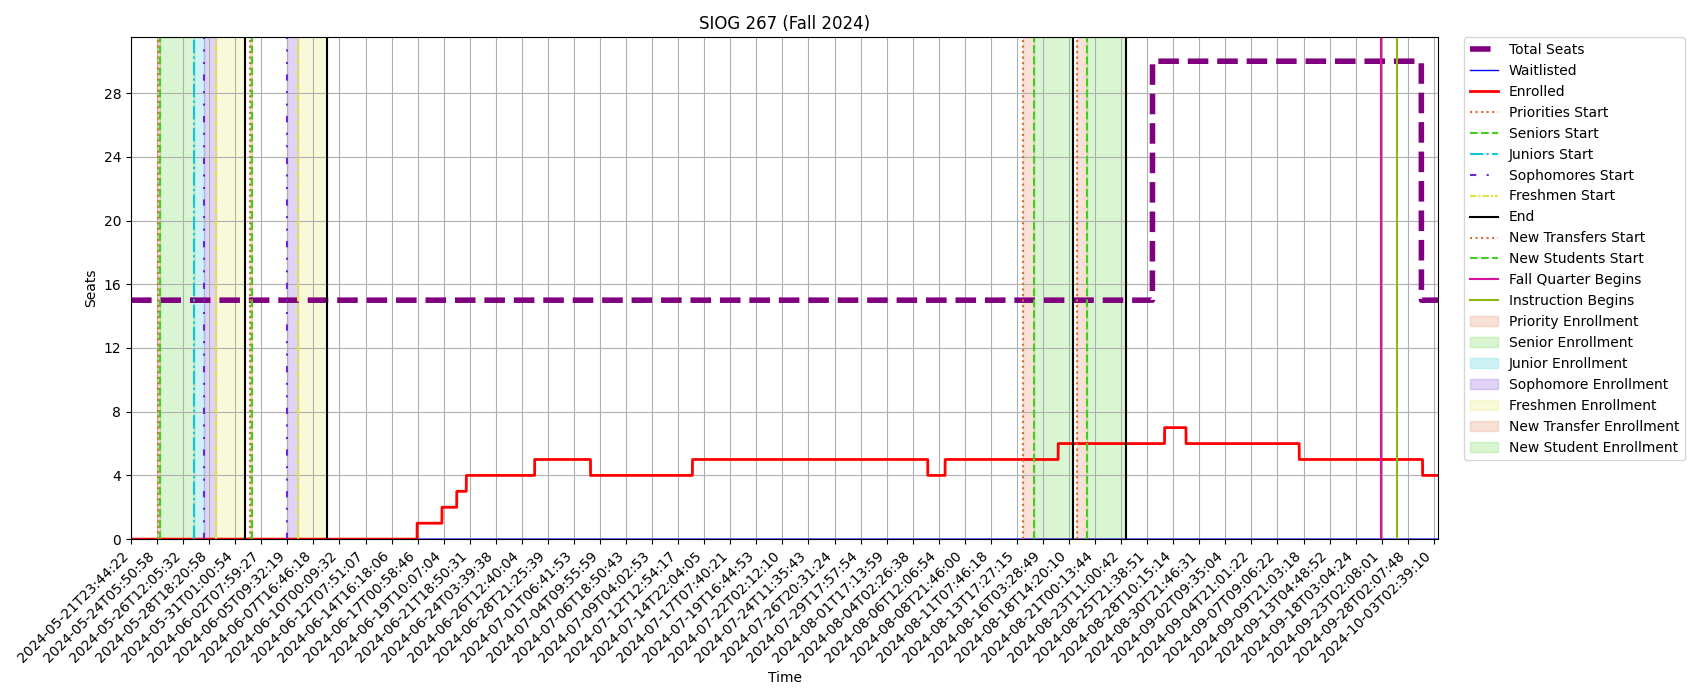 SIOG 267 (Fall 2024)
Seats
28
24
20
16
12
8
4
0
2024-05-21T23:44:22
2024-05-24T05:50:58
2024-05-26T12:05:32
2024-05-28T18:20:58
2024-05-31T01:00:54
2024-06-02T07:59:27
2024-06-05T09:32:19
2024-06-07T16:46:18
2024-06-10T00:09:32
2024-06-12T07:51:07
2024-06-14T16:18:06
2024-06-17T00:58:46
2024-06-19T10:07:04
2024-06-21T18:50:31
2024-06-24T03:39:38
2024-06-26T12:40:04
2024-06-28T21:25:39
2024-07-01T06:41:53
2024-07-04T09:55:59
2024-07-06T18:50:43
2024-07-09T04:02:53
2024-07-12T12:54:17
2024-07-14T22:04:05
2024-07-17T07:40:21
2024-07-19T16:44:53
2024-07-22T02:12:10
2024-07-24T11:35:43
2024-07-26T20:31:24
2024-07-29T17:57:54
2024-08-01T17:13:59
2024-08-04T02:26:38
2024-08-06T12:06:54
2024-08-08T21:46:00
2024-08-11T07:46:18
2024-08-13T17:27:15
2024-08-16T03:28:49
2024-08-18T14:20:10
2024-08-21T00:13:44
2024-08-23T11:00:42
2024-08-25T21:38:51
2024-08-28T10:15:14
2024-08-30T21:46:31
2024-09-02T09:35:04
2024-09-04T21:01:22
2024-09-07T09:06:22
2024-09-09T21:03:18
2024-09-13T04:48:52
2024-09-18T03:04:24
2024-09-23T02:08:01
2024-09-28T02:07:48
2024-10-03T02:39:10
Time
Total Seats
Waitlisted
Enrolled
Priorities Start
Seniors Start
Juniors Start
Sophomores Start
Freshmen Start
End
New Transfers Start
New Students Start
Fall Quarter Begins
Instruction Begins
Priority Enrollment
Senior Enrollment
Junior Enrollment
Sophomore Enrollment
Freshmen Enrollment
New Transfer Enrollment
New Student Enrollment